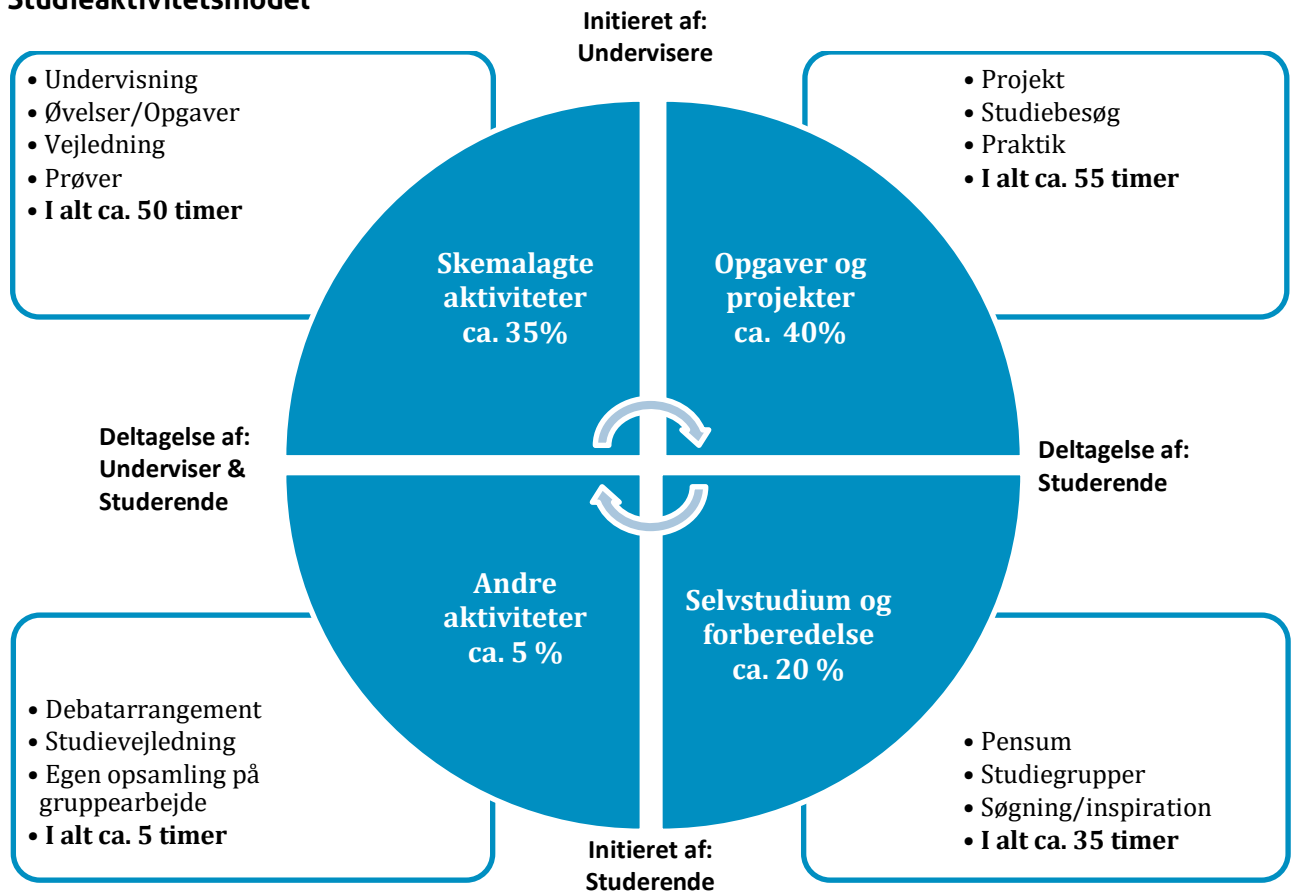 Studieaktivitetsmodel
Initieret af:
Undervisere
• Undervisning
• Øvelser/Opgaver
• Vejledning
• Prøver
• I alt ca. 50 timer
• Projekt
• Studiebesøg
• Praktik
• I alt ca. 55 timer
Skemalagte
aktiviteter
ca. 35%
Opgaver og
projekter
ca. 40%
Deltagelse af:
Underviser &
Studerende
Deltagelse af:
Studerende
Andre
aktiviteter
ca. 5 %
Selvstudium og
forberedelse
ca. 20 %
• Debatarrangement
• Studievejledning
• Egen opsamling på
gruppearbejde
• I alt ca. 5 timer
• Pensum
• Studiegrupper
• Søgning/inspiration
• I alt ca. 35 timer
Initieret af:
Studerende